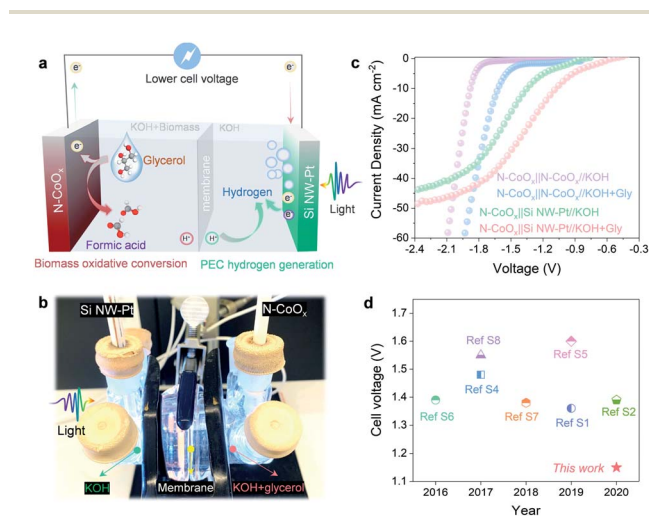 a
e⁻
e⁻
Lower cell voltage
KOH+Biomass
KOH
N-CoOₓ
e⁻
Glycerol
membrane
Hydrogen
Si NW-Pt
e⁻
e⁻
Light
Formic acid
H⁺
H⁺
Biomass oxidative conversion
PEC hydrogen generation
b
Si NW-Pt
N-CoOₓ
Light
KOH
Membrane
KOH+glycerol
c
Current Density (mA cm⁻²)
0
-10
-20
-30
-40
-50
-60
N-CoOₓ||N-CoOₓ//KOH
N-CoOₓ||N-CoOₓ//KOH+Gly
N-CoOₓ||Si NW-Pt//KOH
N-CoOₓ||Si NW-Pt//KOH+Gly
-2.4
-2.1
-1.8
-1.5
-1.2
-0.9
-0.6
-0.3
Voltage (V)
d
Cell voltage (V)
1.7
1.6
1.5
1.4
1.3
1.2
1.1
Ref S8
Ref S5
Ref S4
Ref S6
Ref S7
Ref S1
Ref S2
This work
2016
2017
2018
2019
2020
Year